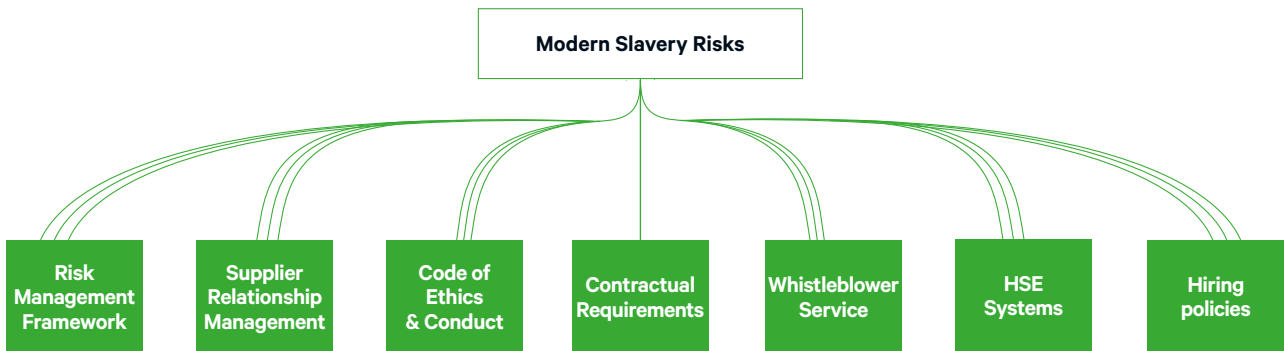 Modern Slavery Risks
Risk
Management
Framework
Supplier
Relationship
Management
Code of
Ethics
& Conduct
Contractual
Requirements
Whistleblower
Service
HSE
Systems
Hiring
policies